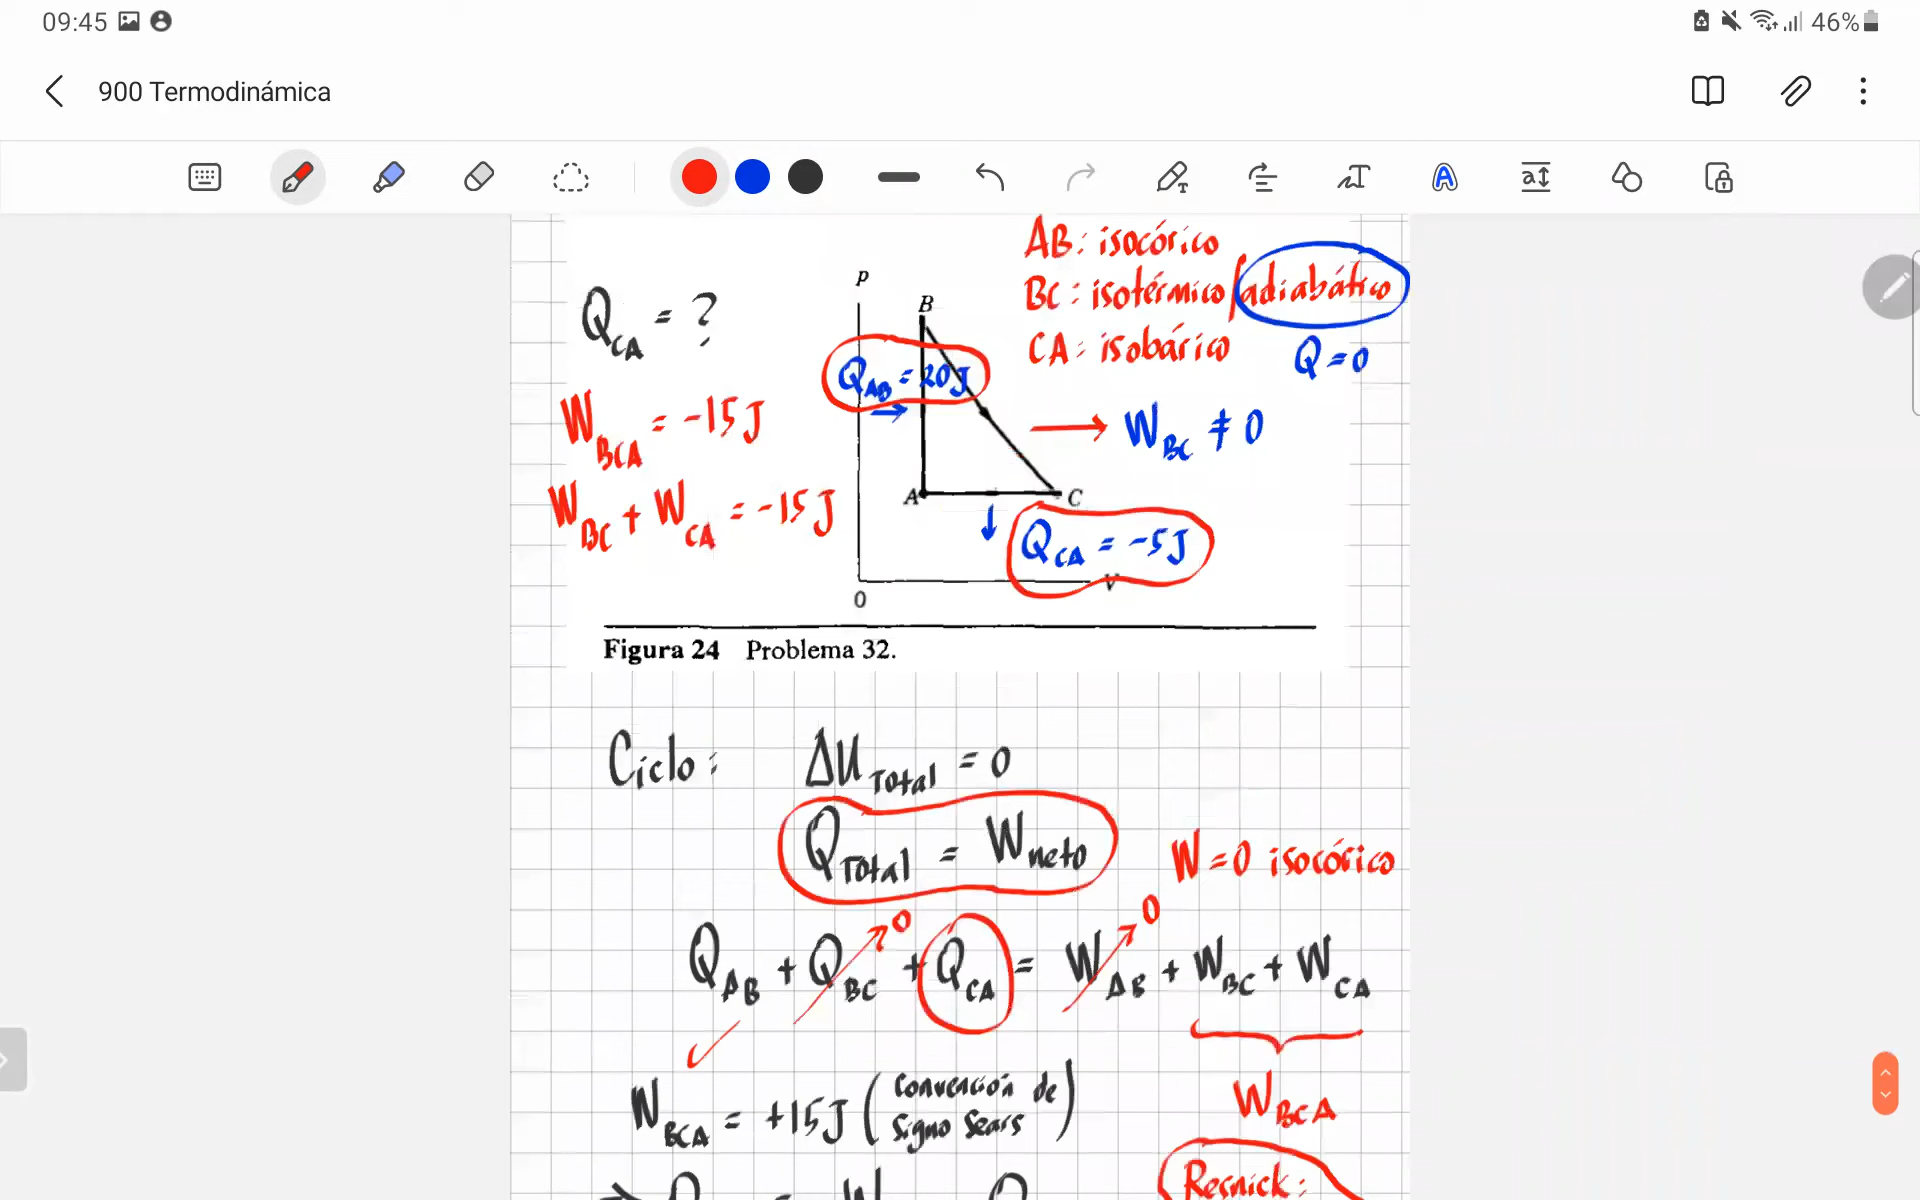 09:45 46%
900 Termodinámica
AB: isocórico
BC: isotérmico/adiabático
CA: isobárico
Q=0
Q_CA = ?
P
B
Q_AB = 20J
W_BCA = -15J
W_BC ≠ 0
W_BC + W_CA = -15J
A C
Q_CA = -5J
V
0
Figura 24 Problema 32.
Ciclo: ΔU_Total = 0
Q_Total = W_neto
W=0 isocórico
0 0
Q_AB + Q_BC + Q_CA = W_AB + W_BC + W_CA
W_BCA = +15J (Convención de signo Sears)
W_BCA
Resnick: